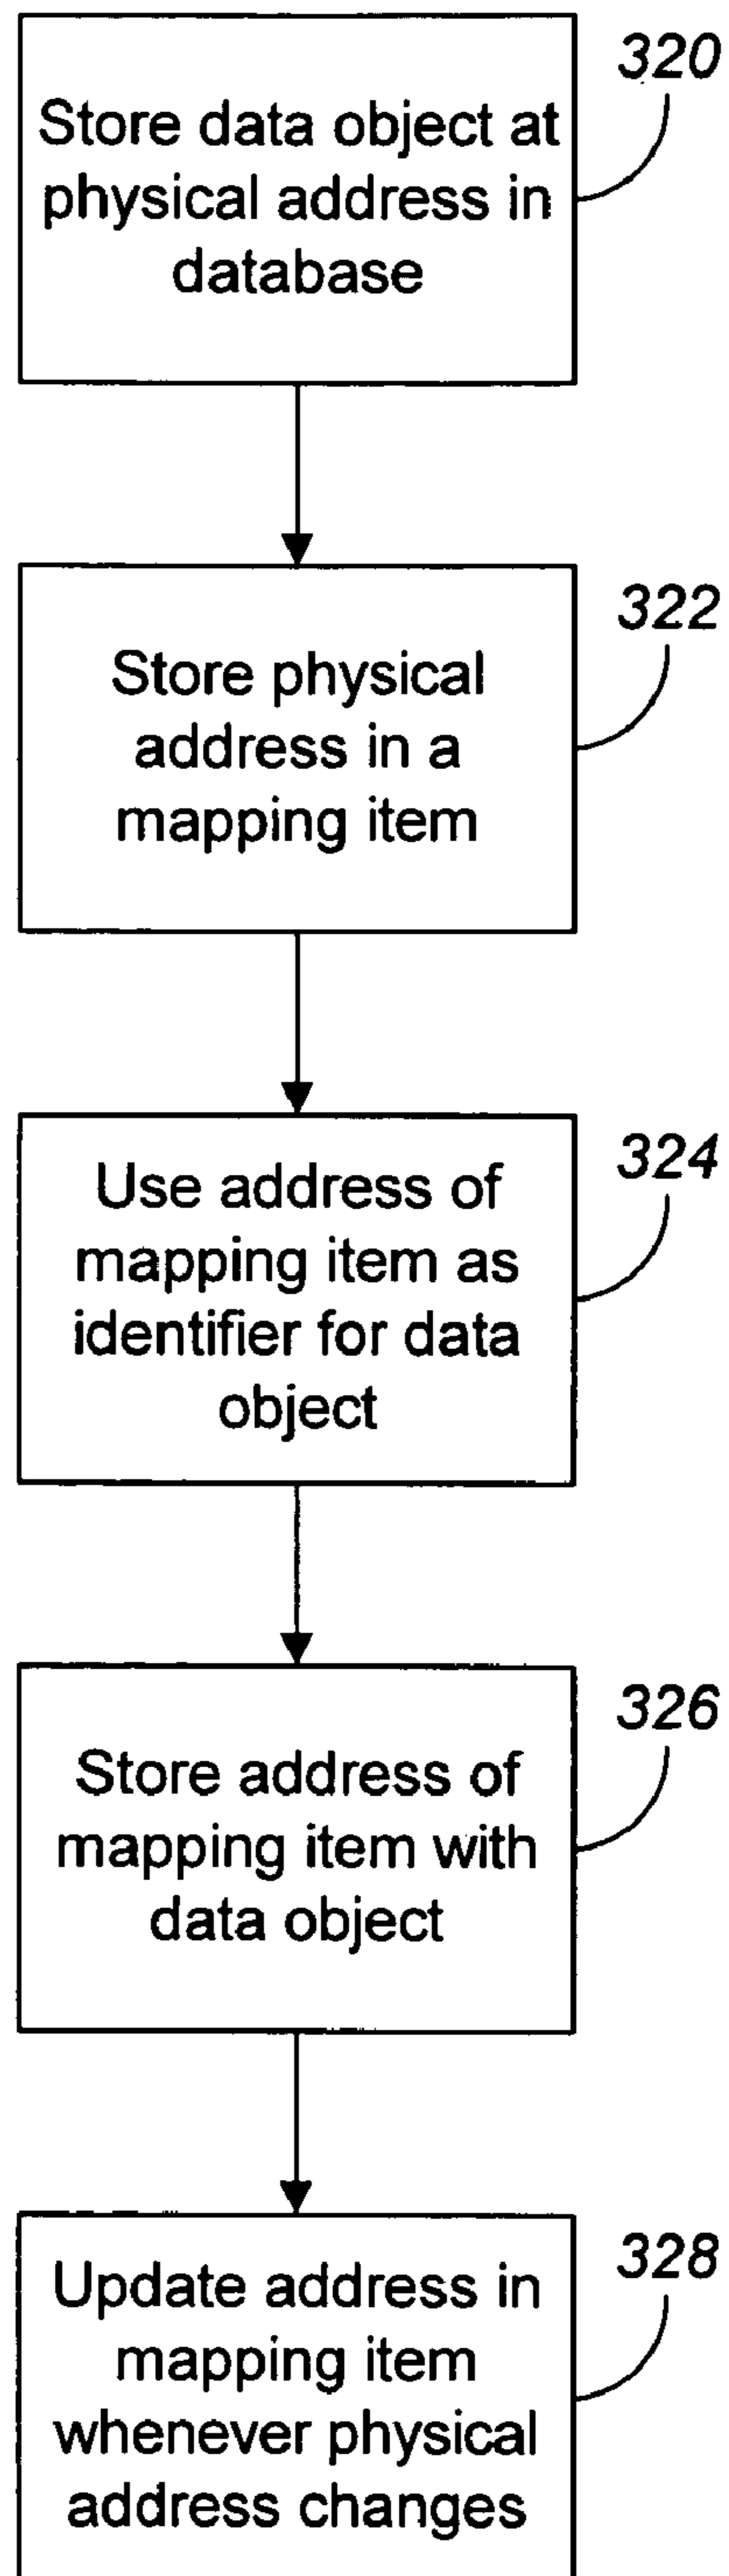 320
Store data object at
physical address in
database
322
Store physical
address in a
mapping item
324
Use address of
mapping item as
identifier for data
object
326
Store address of
mapping item with
data object
328
Update address in
mapping item
whenever physical
address changes